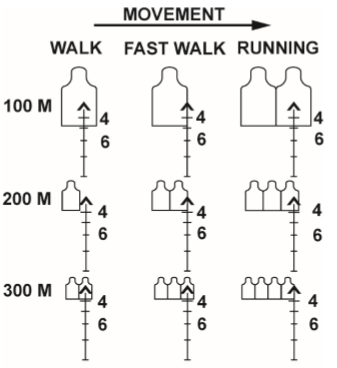 MOVEMENT
WALK FAST WALK RUNNING
100 M 4 4
6 6 6
4
200 M 4 4 4
6 6 6
300 M 4 4 4
6 6 6